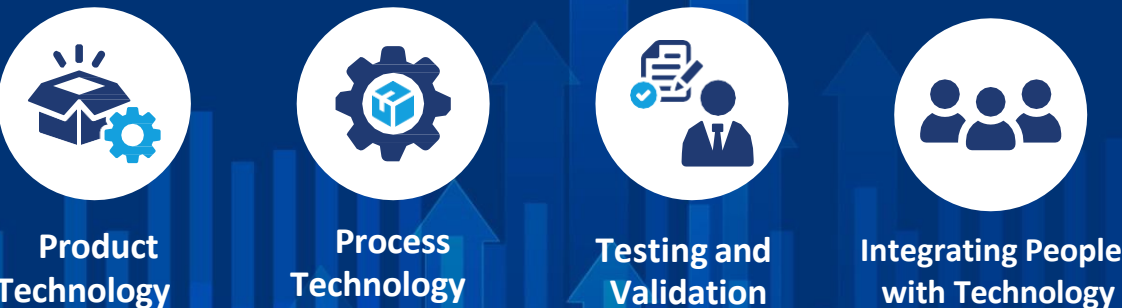 Product
Technology
Process
Technology
Testing and
Validation
Integrating People
with Technology